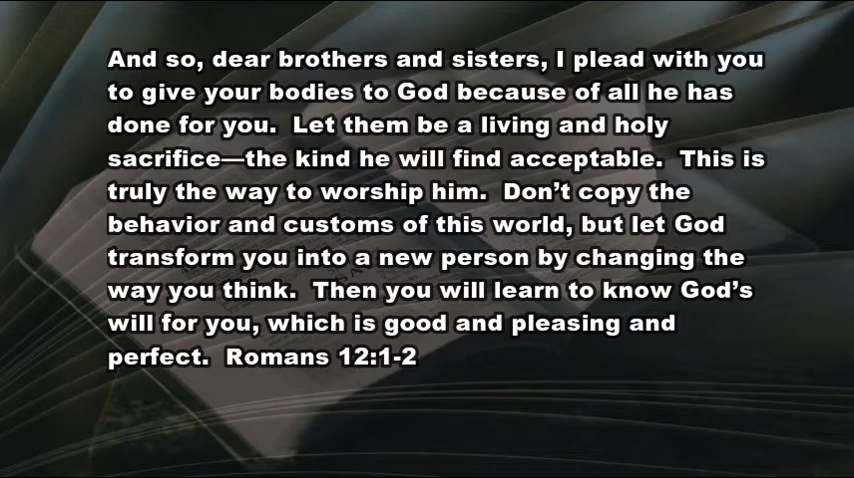 And so, dear brothers and sisters, I plead with you
to give your bodies to God because of all he has
done for you.  Let them be a living and holy
sacrifice—the kind he will find acceptable.  This is
truly the way to worship him.  Don’t copy the
behavior and customs of this world, but let God
transform you into a new person by changing the
way you think.  Then you will learn to know God’s
will for you, which is good and pleasing and
perfect.  Romans 12:1-2